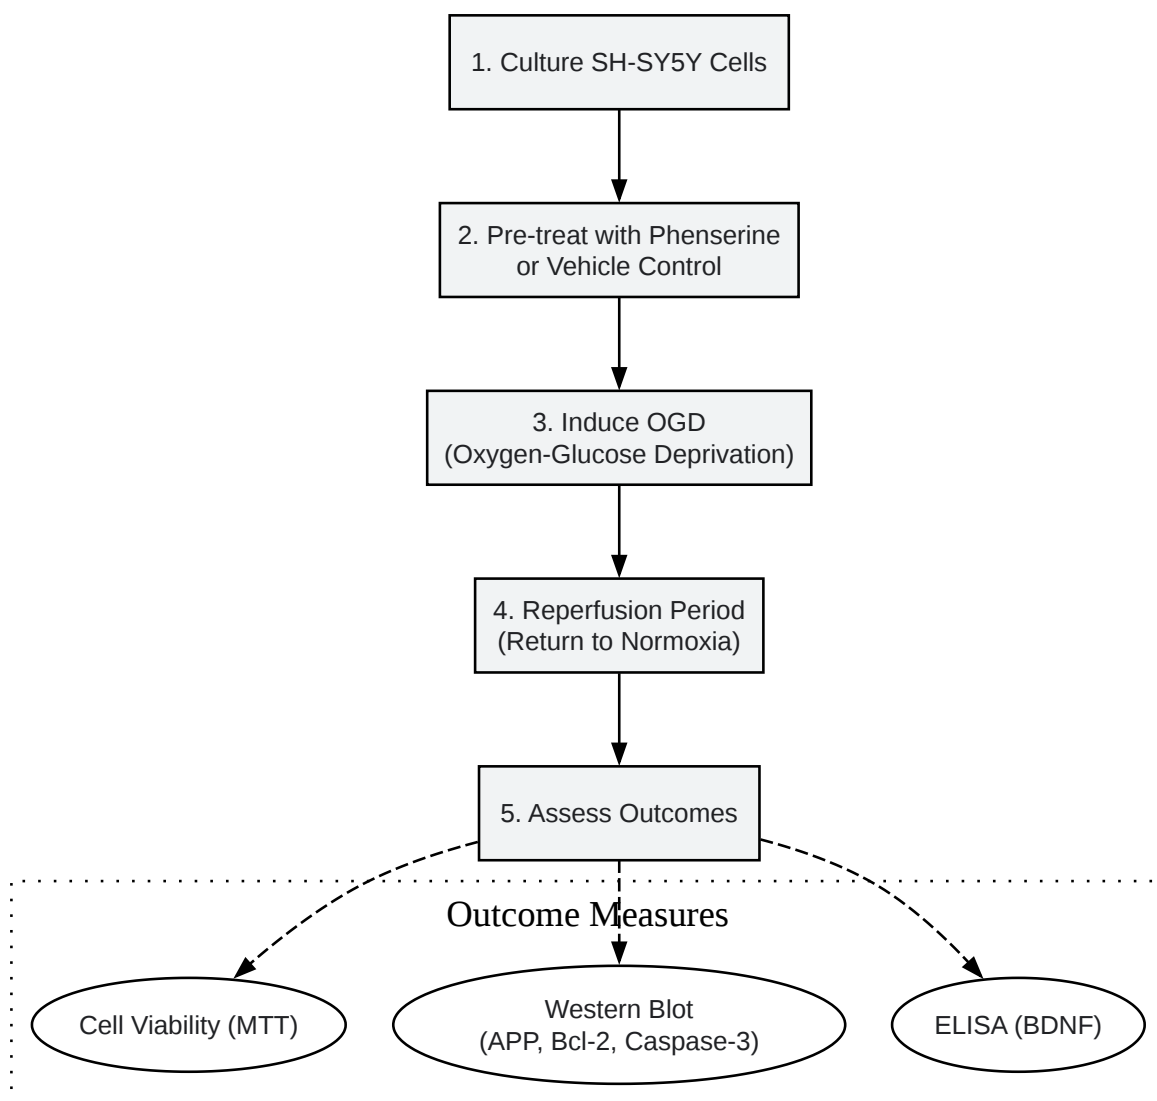 1. Culture SH-SY5Y Cells
2. Pre-treat with Phenserine
or Vehicle Control
3. Induce OGD
(Oxygen-Glucose Deprivation)
4. Reperfusion Period
(Return to Normoxia)
5. Assess Outcomes
Outcome Measures
Cell Viability (MTT)
Western Blot
(APP, Bcl-2, Caspase-3)
ELISA (BDNF)